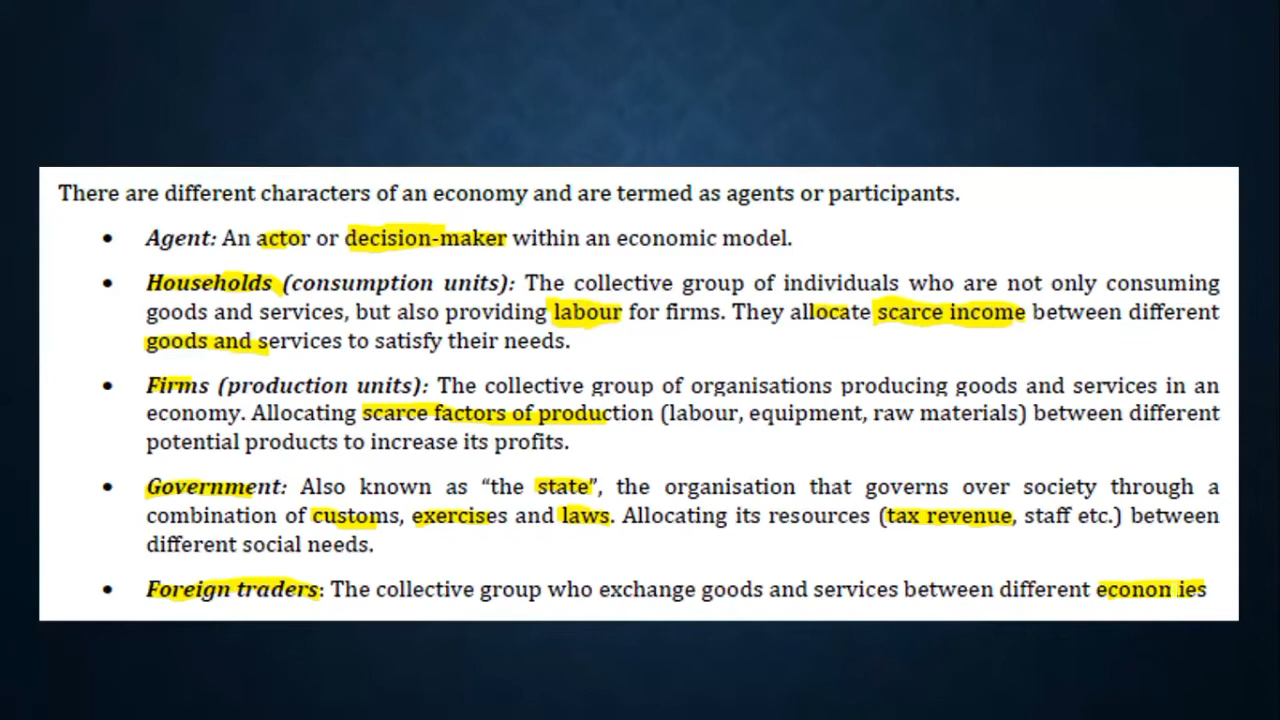 There are different characters of an economy and are termed as agents or participants.
• Agent: An actor or decision-maker within an economic model.
• Households (consumption units): The collective group of individuals who are not only consuming
goods and services, but also providing labour for firms. They allocate scarce income between different
goods and services to satisfy their needs.
• Firms (production units): The collective group of organisations producing goods and services in an
economy. Allocating scarce factors of production (labour, equipment, raw materials) between different
potential products to increase its profits.
• Government: Also known as “the state”, the organisation that governs over society through a
combination of customs, exercises and laws. Allocating its resources (tax revenue, staff etc.) between
different social needs.
• Foreign traders: The collective group who exchange goods and services between different econon ies